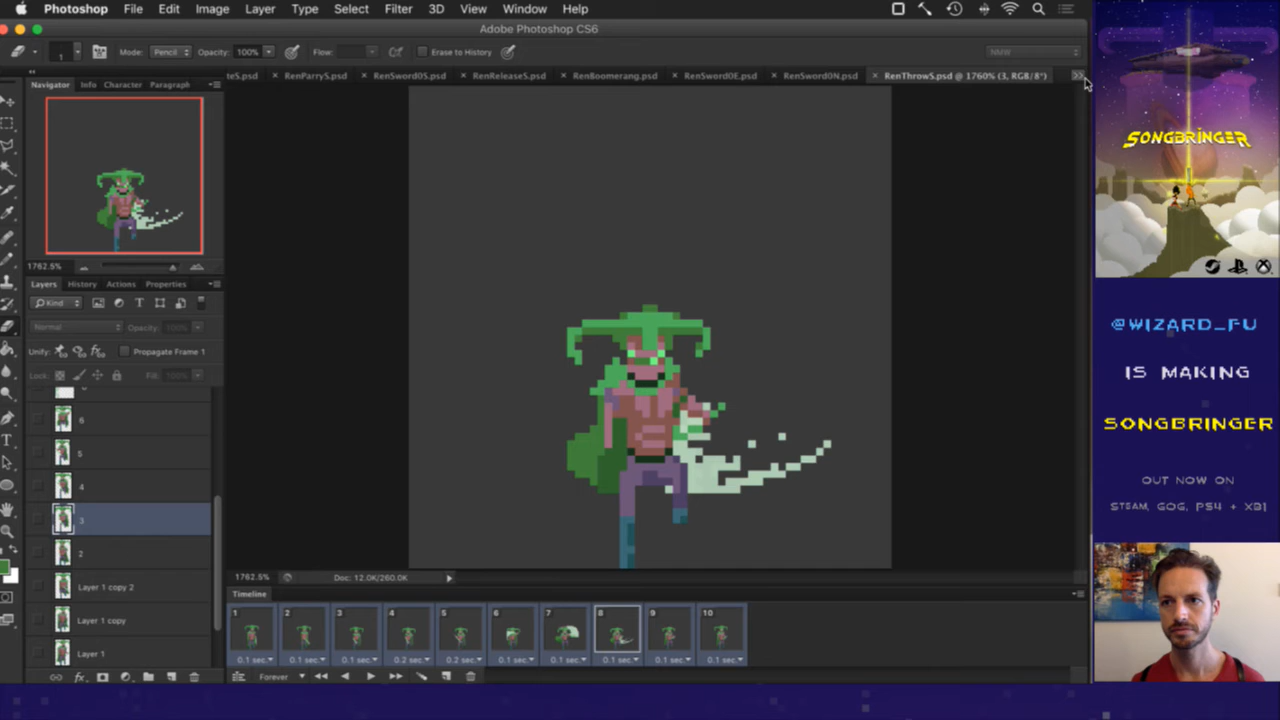 Photoshop File Edit Image Layer Type Select Filter 3D View Window Help
Adobe Photoshop CS6
1 Mode: Pencil Opacity: 100% Flow: Erase to History NMW
teS.psd RenParryS.psd RenSword0S.psd RenReleaseS.psd RenBoomerang.psd RenSword0E.psd RenSword0N.psd RenThrowS.psd @ 1760% (3, RGB/8*)
Navigator Info Character Paragraph
1762.5%
Layers History Actions Properties
Kind
Normal Opacity: 100%
Unify: Propagate Frame 1
Lock: Fill: 100%
6
5
4
3
2
Layer 1 copy 2
Layer 1 copy
Layer 1
1762.5% Doc: 12.0K/260.0K
Timeline
1 2 3 4 5 6 7 8 9 10
0.1 sec. 0.1 sec. 0.1 sec. 0.2 sec. 0.2 sec. 0.1 sec. 0.1 sec. 0.1 sec. 0.1 sec. 0.1 sec.
Forever
SONGBRINGER
@WIZARD_FU
IS MAKING
SONGBRINGER
OUT NOW ON
STEAM, GOG, PS4 + XB1